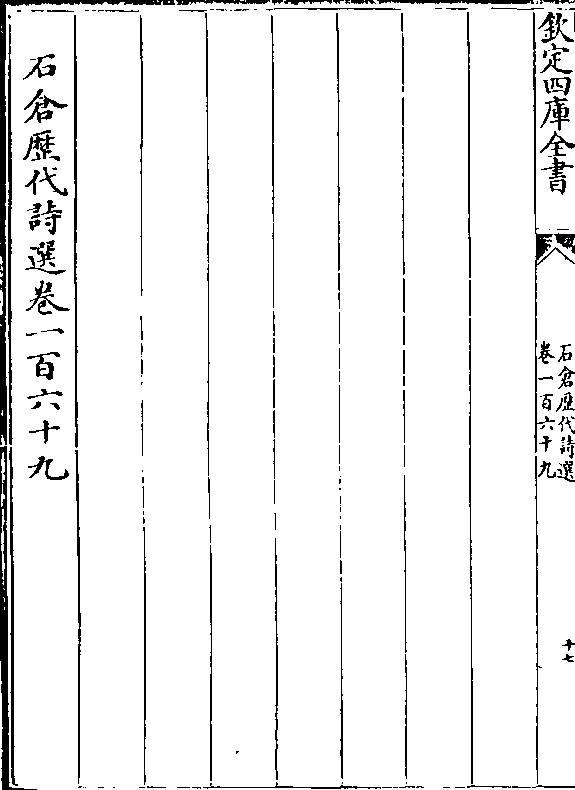 欽定四庫全書
石倉歷代詩選
卷一百六十九
十七
石倉歷代詩選卷一百六十九